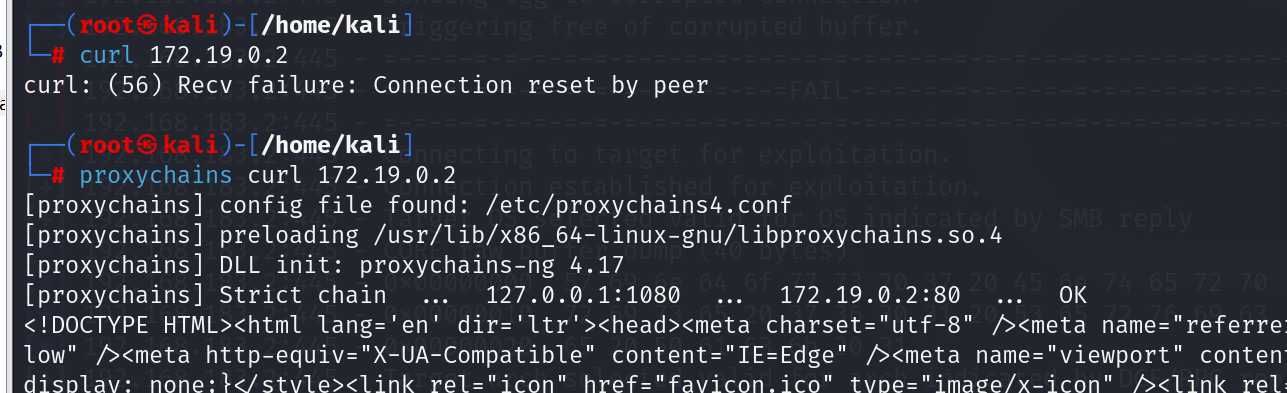 ┌──(root㉿kali)-[/home/kali]
└─# curl 172.19.0.2
curl: (56) Recv failure: Connection reset by peer
┌──(root㉿kali)-[/home/kali]
└─# proxychains curl 172.19.0.2
[proxychains] config file found: /etc/proxychains4.conf
[proxychains] preloading /usr/lib/x86_64-linux-gnu/libproxychains.so.4
[proxychains] DLL init: proxychains-ng 4.17
[proxychains] Strict chain ... 127.0.0.1:1080 ... 172.19.0.2:80 ... OK
<!DOCTYPE HTML><html lang='en' dir='ltr'><head><meta charset="utf-8" /><meta name="referre
low" /><meta http-equiv="X-UA-Compatible" content="IE=Edge" /><meta name="viewport" conten
display: none;}</style><link rel="icon" href="favicon.ico" type="image/x-icon" /><link rel=